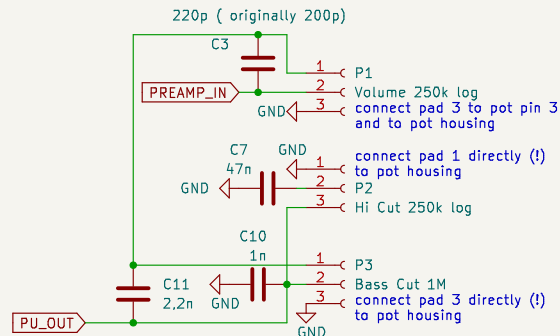 220p ( originally 200p)
C3
1
P1
PREAMP_IN
2
Volume 250k log
GND
3
connect pad 3 to pot pin 3
and to pot housing
C7
47n
GND
GND
1
connect pad 1 directly (!)
to pot housing
2
P2
3
Hi Cut 250k log
C10
1n
1
P3
C11
2,2n
GND
2
Bass Cut 1M
3
connect pad 3 directly (!)
to pot housing
GND
PU_OUT